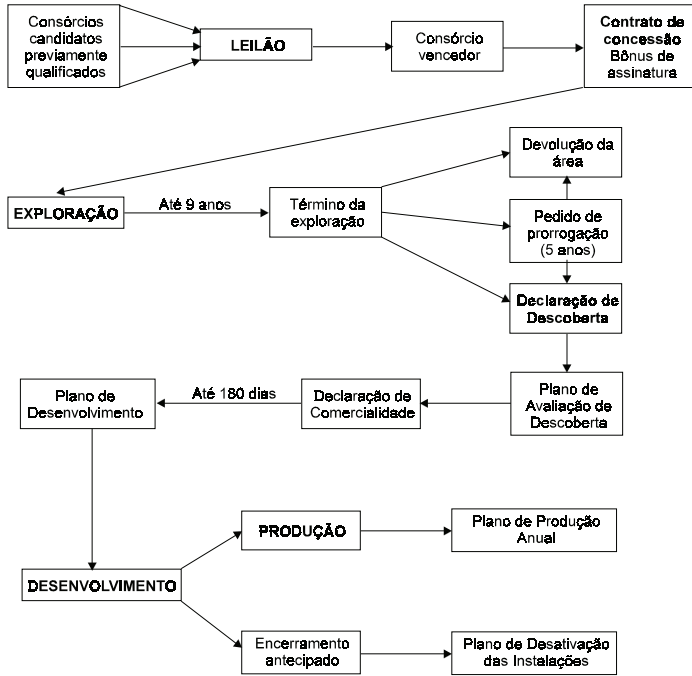 Consórcios
candidatos
previamente
qualificados
LEILÃO
Consórcio
vencedor
Contrato de
concessão
Bônus de
assinatura
Devolução da
área
EXPLORAÇÃO
Até 9 anos
Término da
exploração
Pedido de
prorrogação
(5 anos)
Declaração de
Descoberta
Plano de
Desenvolvimento
Até 180 dias
Declaração de
Comercialidade
Plano de
Avaliação de
Descoberta
PRODUÇÃO
Plano de Produção
Anual
DESENVOLVIMENTO
Encerramento
antecipado
Plano de Desativação
das Instalações